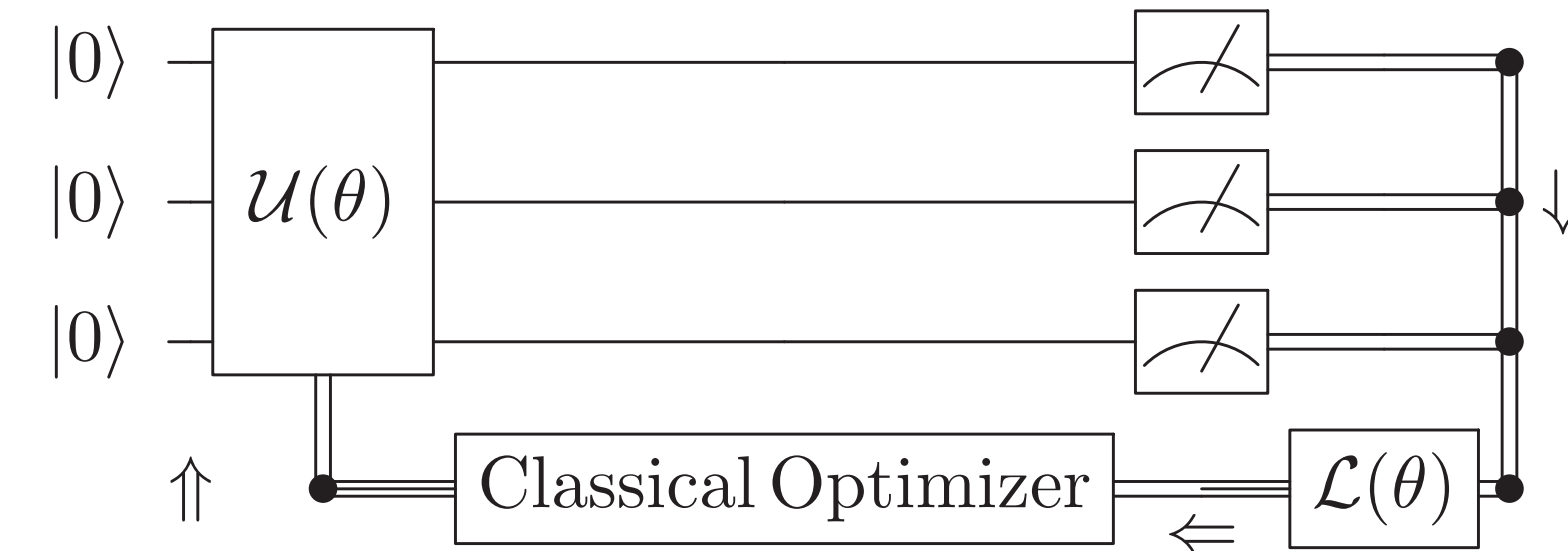 |0⟩
𝒰(θ)
|0⟩
|0⟩
Classical Optimizer
ℒ(θ)